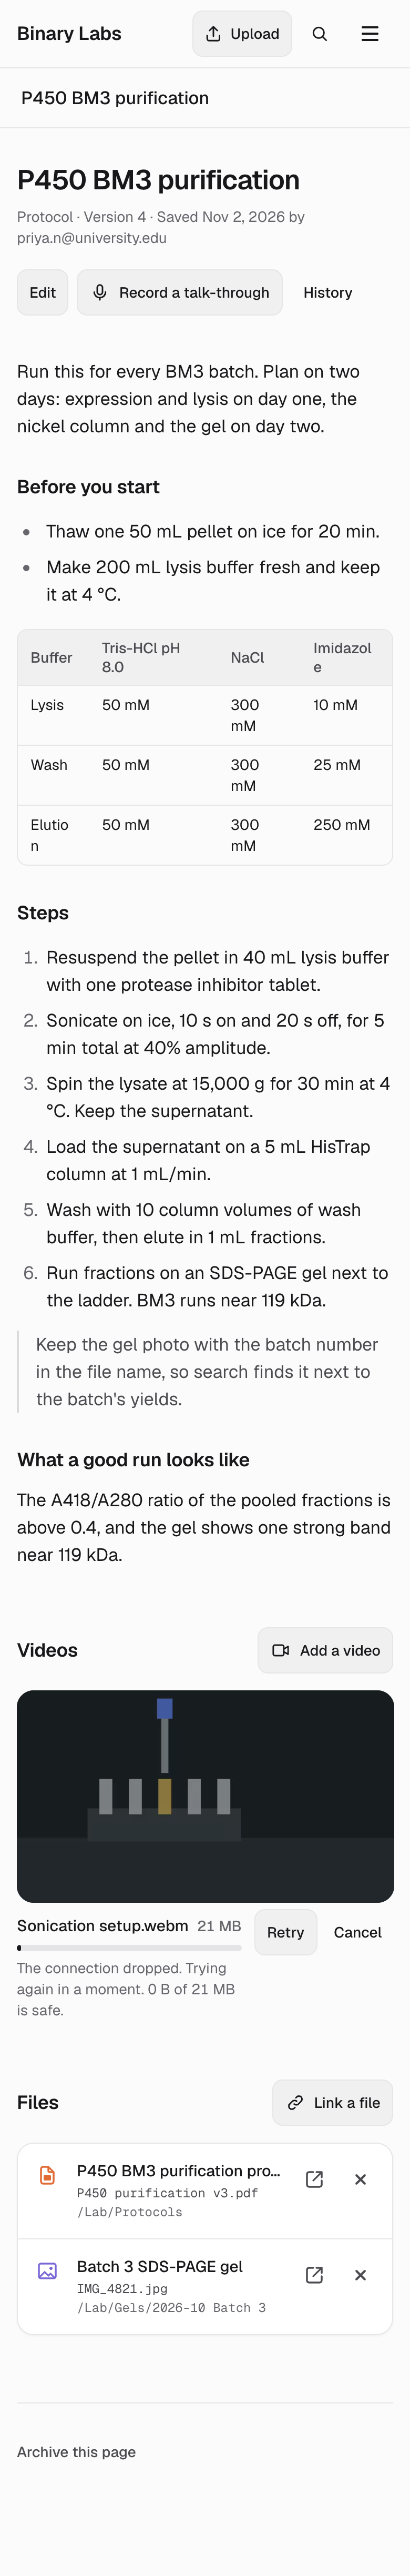 Binary Labs
Upload
P450 BM3 purification
P450 BM3 purification
Protocol · Version 4 · Saved Nov 2, 2026 by
priya.n@university.edu
Edit
Record a talk-through
History
Run this for every BM3 batch. Plan on two
days: expression and lysis on day one, the
nickel column and the gel on day two.
Before you start
• Thaw one 50 mL pellet on ice for 20 min.
• Make 200 mL lysis buffer fresh and keep
it at 4 °C.
Buffer Tris-HCl pH 8.0 NaCl Imidazole
Lysis 50 mM 300 mM 10 mM
Wash 50 mM 300 mM 25 mM
Elution 50 mM 300 mM 250 mM
Steps
1. Resuspend the pellet in 40 mL lysis buffer
with one protease inhibitor tablet.
2. Sonicate on ice, 10 s on and 20 s off, for 5
min total at 40% amplitude.
3. Spin the lysate at 15,000 g for 30 min at 4
°C. Keep the supernatant.
4. Load the supernatant on a 5 mL HisTrap
column at 1 mL/min.
5. Wash with 10 column volumes of wash
buffer, then elute in 1 mL fractions.
6. Run fractions on an SDS-PAGE gel next to
the ladder. BM3 runs near 119 kDa.
Keep the gel photo with the batch number
in the file name, so search finds it next to
the batch's yields.
What a good run looks like
The A418/A280 ratio of the pooled fractions is
above 0.4, and the gel shows one strong band
near 119 kDa.
Videos
Add a video
Sonication setup.webm 21 MB
Retry
Cancel
The connection dropped. Trying
again in a moment. 0 B of 21 MB
is safe.
Files
Link a file
P450 BM3 purification pro...
P450 purification v3.pdf
/Lab/Protocols
Batch 3 SDS-PAGE gel
IMG_4821.jpg
/Lab/Gels/2026-10 Batch 3
Archive this page